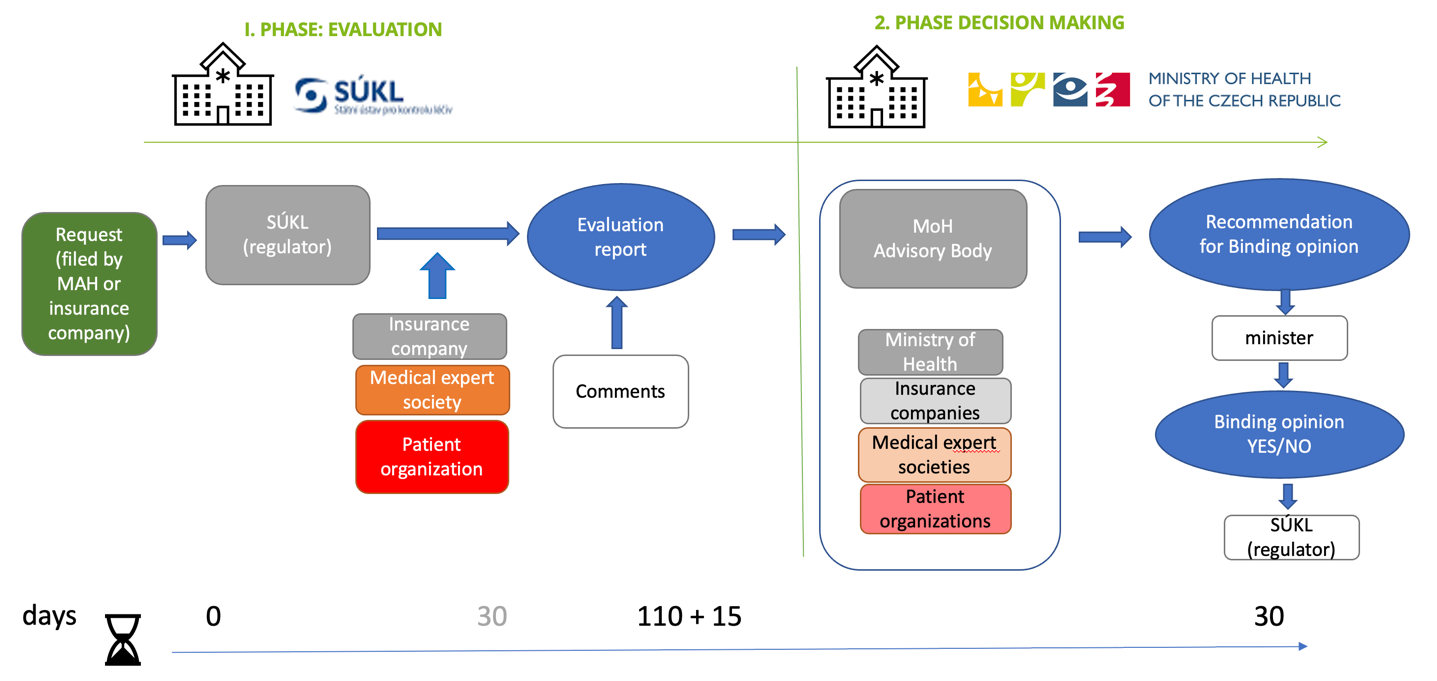 I. PHASE: EVALUATION
2. PHASE DECISION MAKING
SÚKL
Státní ústav pro kontrolu léčiv
MINISTRY OF HEALTH
OF THE CZECH REPUBLIC
Request
(filed by
MAH or
insurance
company)
SÚKL
(regulator)
Insurance
company
Medical expert
society
Patient
organization
Evaluation
report
Comments
MoH
Advisory Body
Ministry of
Health
Insurance
companies
Medical expert
societies
Patient
organizations
Recommendation
for Binding opinion
minister
Binding opinion
YES/NO
SÚKL
(regulator)
days
0
30
110 + 15
30